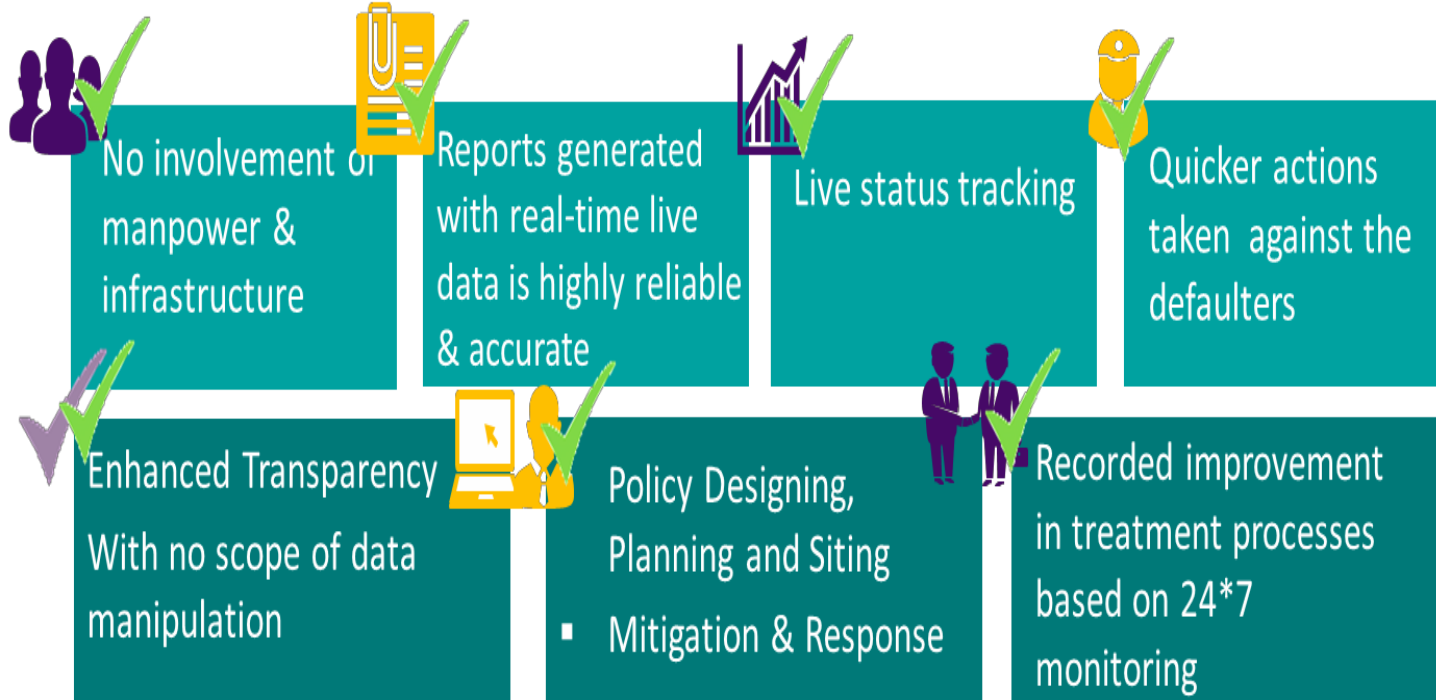 No involvement of
manpower &
infrastructure
Reports generated
with real-time live
data is highly reliable
& accurate
Live status tracking
Quicker actions
taken against the
defaulters
Enhanced Transparency
With no scope of data
manipulation
Policy Designing,
Planning and Siting
▪ Mitigation & Response
▪ Recorded improvement
in treatment processes
based on 24*7
monitoring